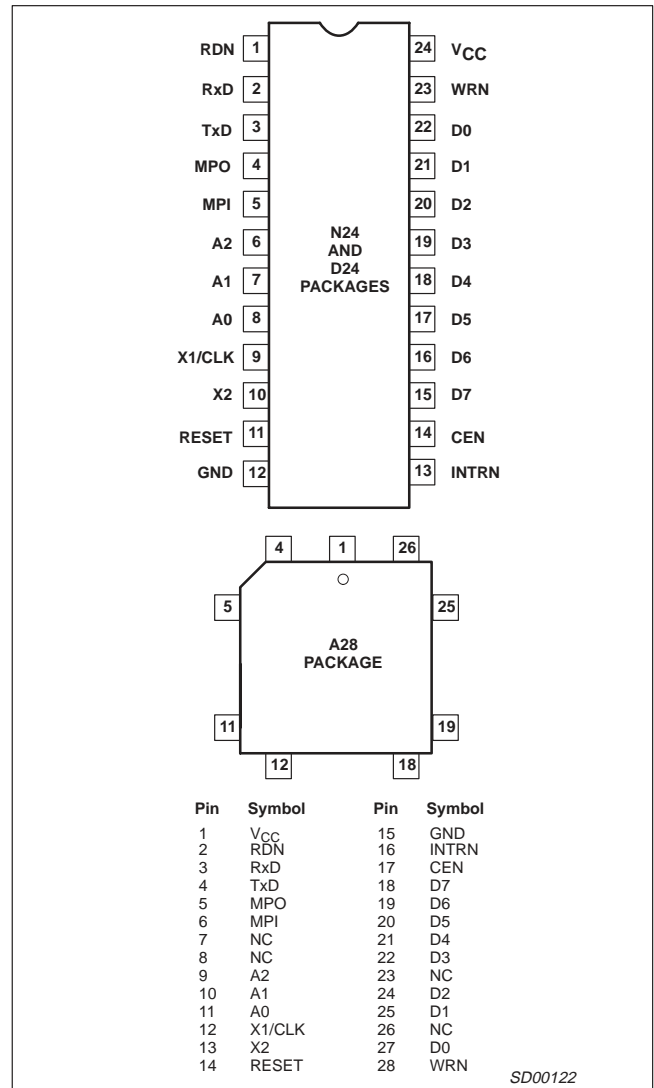 RDN 1 24 VCC
RxD 2 23 WRN
TxD 3 22 D0
MPO 4 21 D1
MPI 5 20 D2
A2 6 19 D3
A1 7 18 D4
A0 8 17 D5
X1/CLK 9 16 D6
X2 10 15 D7
RESET 11 14 CEN
GND 12 13 INTRN
N24
AND
D24
PACKAGES
4 1 26
5 25
A28
PACKAGE
11 19
12 18
Pin Symbol Pin Symbol
1 VCC 15 GND
2 RDN 16 INTRN
3 RxD 17 CEN
4 TxD 18 D7
5 MPO 19 D6
6 MPI 20 D5
7 NC 21 D4
8 NC 22 D3
9 A2 23 NC
10 A1 24 D2
11 A0 25 D1
12 X1/CLK 26 NC
13 X2 27 D0
14 RESET 28 WRN
SD00122